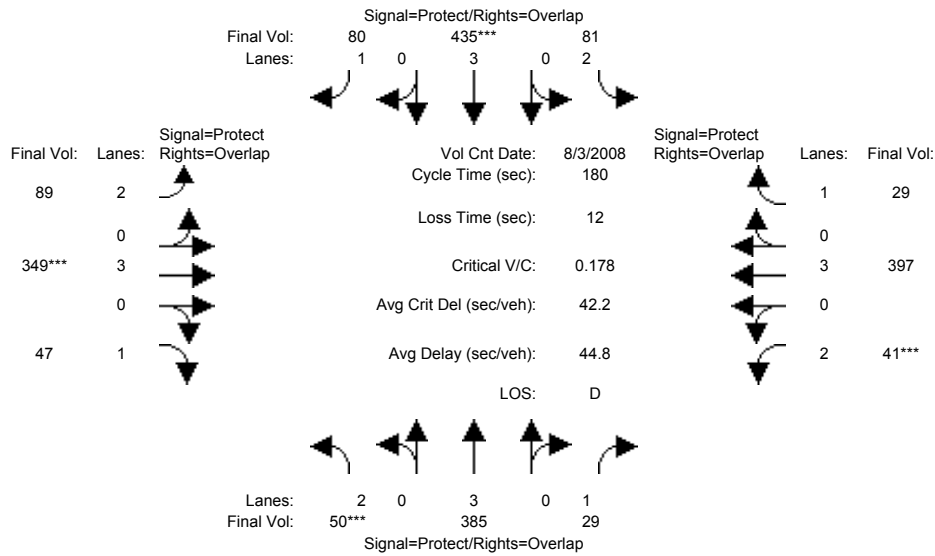 Signal=Protect/Rights=Overlap
Final Vol: 80 435*** 81
Lanes: 1 0 3 0 2
Signal=Protect
Final Vol: Lanes: Rights=Overlap
Vol Cnt Date: 8/3/2008
Cycle Time (sec): 180
Loss Time (sec): 12
Critical V/C: 0.178
Avg Crit Del (sec/veh): 42.2
Avg Delay (sec/veh): 44.8
LOS: D
Signal=Protect
Rights=Overlap Lanes: Final Vol:
89 2
0
349*** 3
0
47 1
1 29
0
3 397
0
2 41***
Lanes: 2 0 3 0 1
Final Vol: 50*** 385 29
Signal=Protect/Rights=Overlap